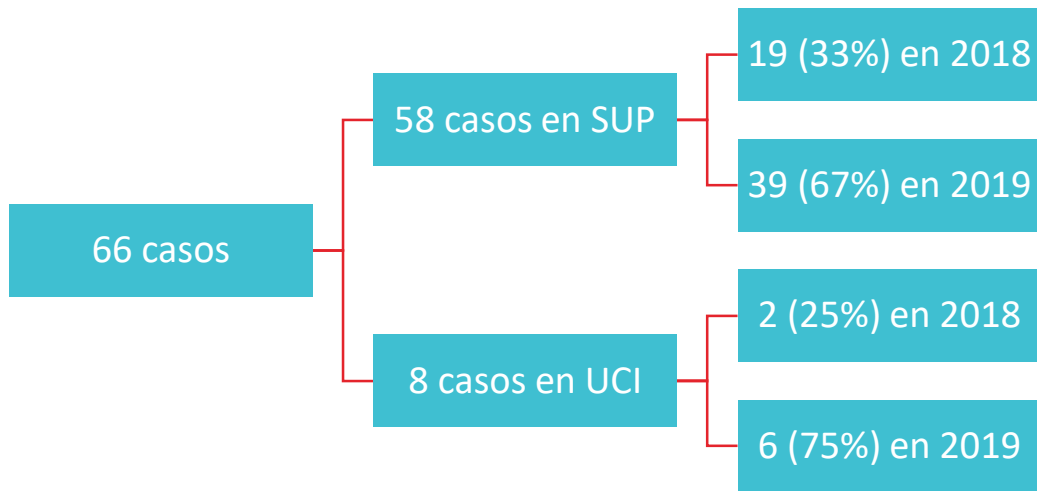 66 casos
58 casos en SUP
19 (33%) en 2018
39 (67%) en 2019
8 casos en UCI
2 (25%) en 2018
6 (75%) en 2019